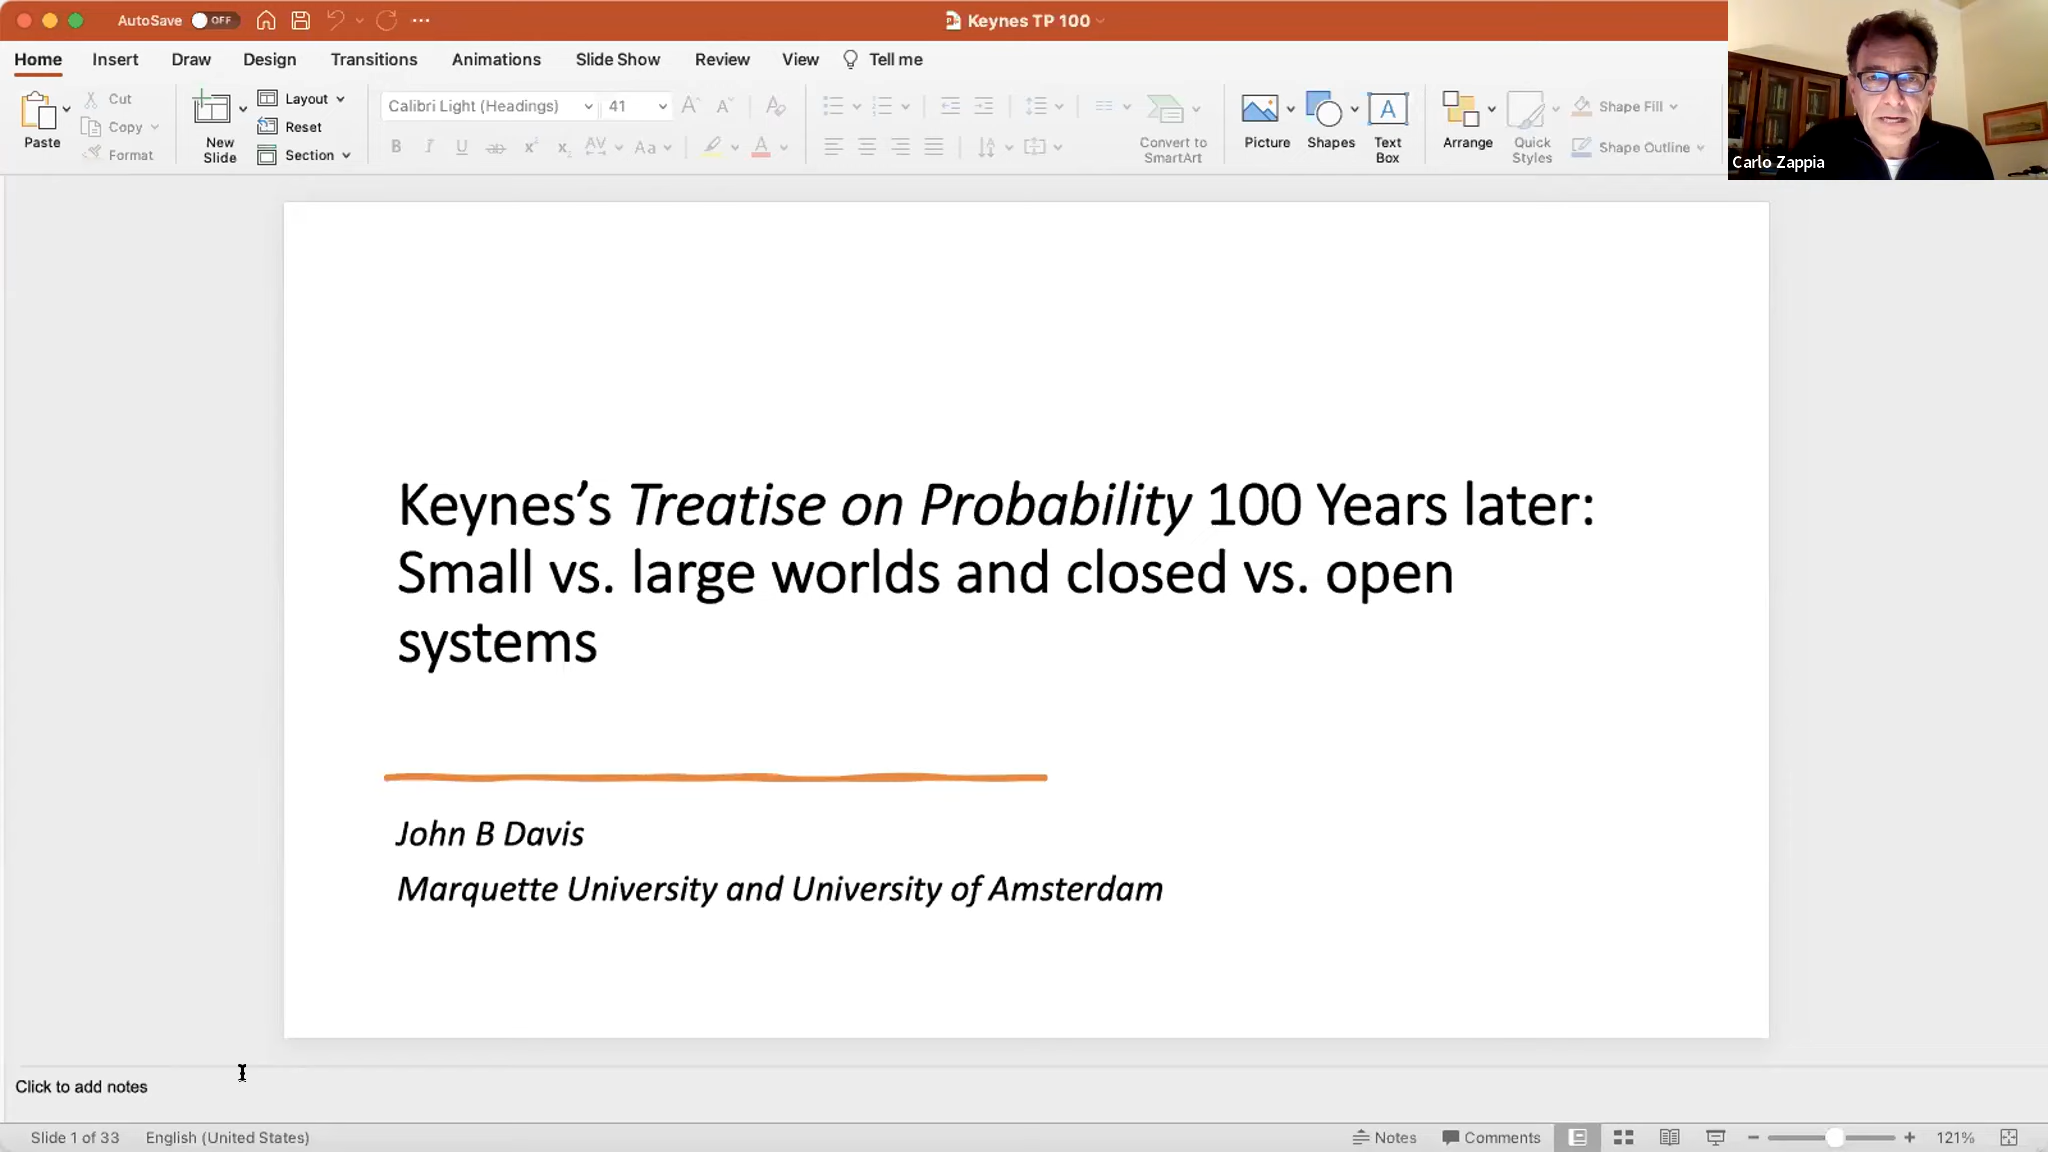 AutoSave OFF
Keynes TP 100
Home Insert Draw Design Transitions Animations Slide Show Review View Tell me
Paste
Cut
Copy
Format
New Slide
Layout
Reset
Section
Calibri Light (Headings) 41
Convert to SmartArt
Picture
Shapes
Text Box
Arrange
Quick Styles
Shape Fill
Shape Outline
Carlo Zappia
Keynes’s Treatise on Probability 100 Years later:
Small vs. large worlds and closed vs. open
systems
John B Davis
Marquette University and University of Amsterdam
Click to add notes
Slide 1 of 33 English (United States) Notes Comments 121%